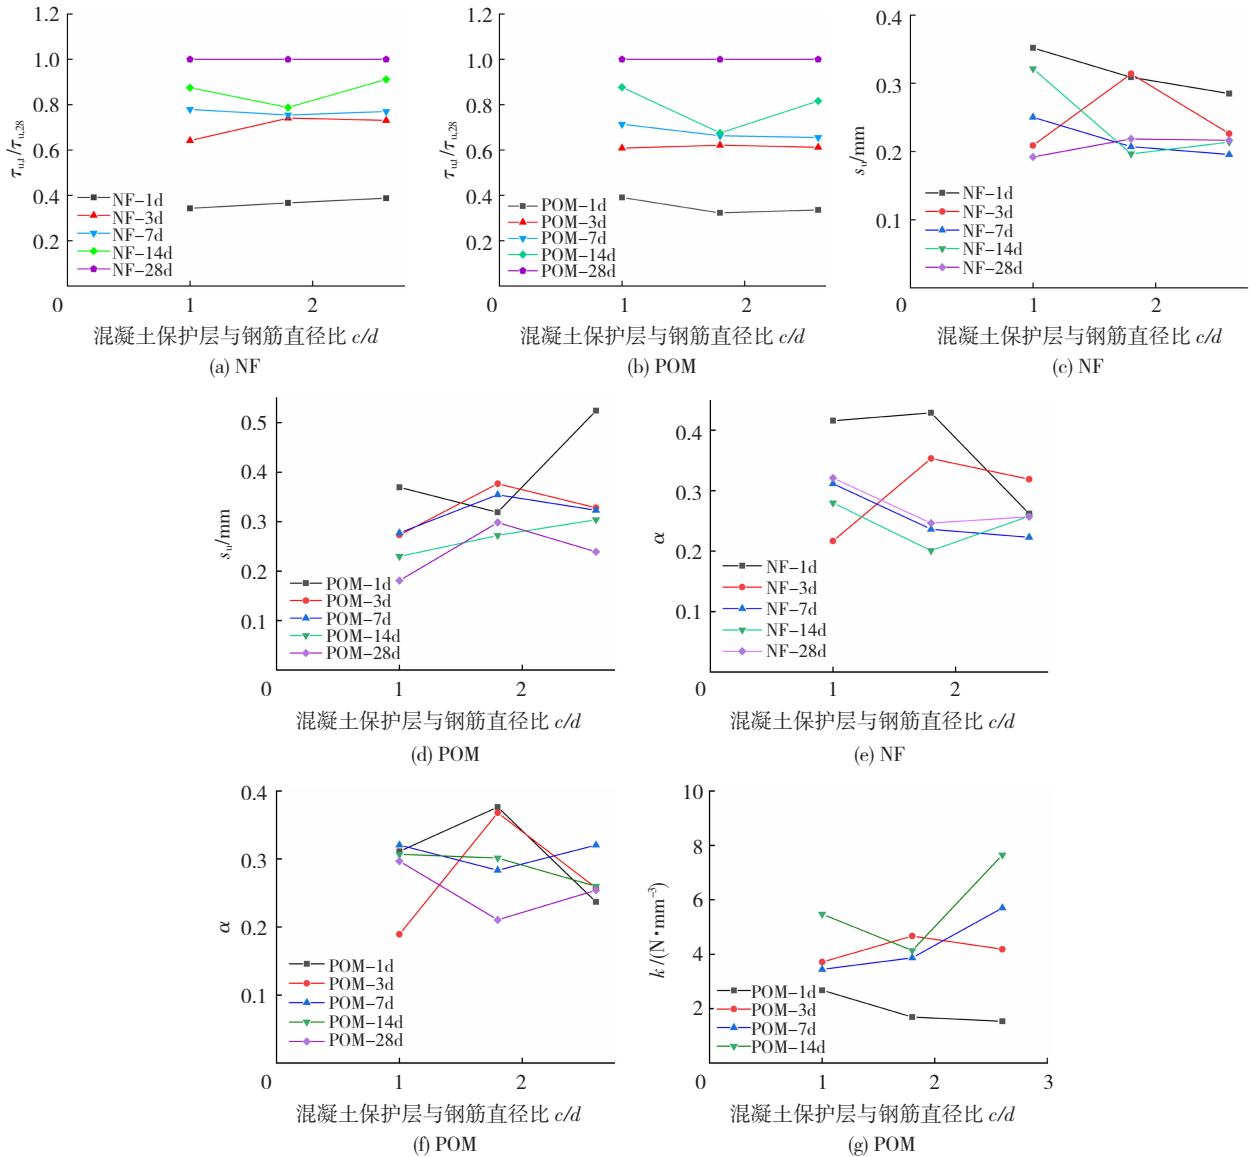 1.2
1.0
0.8
0.6
0.4
0.2
0
1
2
τu,t/τu,28
NF-1d
NF-3d
NF-7d
NF-14d
NF-28d
混凝土保护层与钢筋直径比 c/d
(a) NF
1.2
1.0
0.8
0.6
0.4
0.2
0
1
2
τu,t/τu,28
POM-1d
POM-3d
POM-7d
POM-14d
POM-28d
混凝土保护层与钢筋直径比 c/d
(b) POM
0.4
0.3
0.2
0.1
0
1
2
su/mm
NF-1d
NF-3d
NF-7d
NF-14d
NF-28d
混凝土保护层与钢筋直径比 c/d
(c) NF
0.5
0.4
0.3
0.2
0.1
0
1
2
su/mm
POM-1d
POM-3d
POM-7d
POM-14d
POM-28d
混凝土保护层与钢筋直径比 c/d
(d) POM
0.4
0.3
0.2
0.1
0
1
2
α
NF-1d
NF-3d
NF-7d
NF-14d
NF-28d
混凝土保护层与钢筋直径比 c/d
(e) NF
0.4
0.3
0.2
0.1
0
1
2
α
POM-1d
POM-3d
POM-7d
POM-14d
POM-28d
混凝土保护层与钢筋直径比 c/d
(f) POM
10
8
6
4
2
0
1
2
3
k/(N·mm⁻³)
POM-1d
POM-3d
POM-7d
POM-14d
混凝土保护层与钢筋直径比 c/d
(g) POM